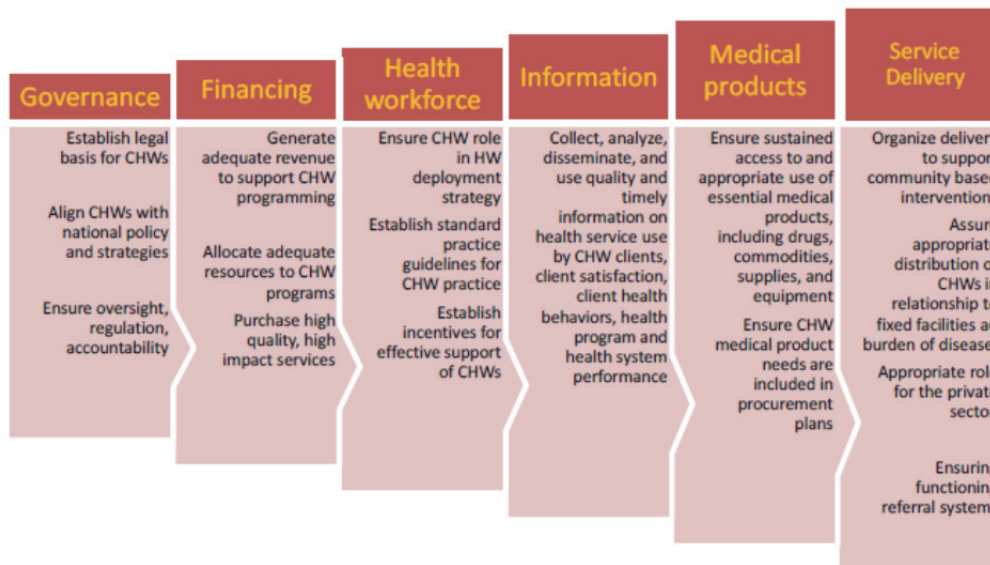 Governance
Establish legal
basis for CHWs
Align CHWs with
national policy
and strategies
Ensure oversight,
regulation,
accountability
Financing
Generate
adequate revenue
to support CHW
programming
Allocate adequate
resources to CHW
programs
Purchase high
quality, high
impact services
Health
workforce
Ensure CHW role
in HW
deployment
strategy
Establish standard
practice
guidelines for
CHW practice
Establish
incentives for
effective support
of CHWs
Information
Collect, analyze,
disseminate, and
use quality and
timely
information on
health service use
by CHW clients,
client satisfaction,
client health
behaviors, health
program and
health system
performance
Medical
products
Ensure sustained
access to and
appropriate use of
essential medical
products,
including drugs,
commodities,
supplies, and
equipment
Ensure CHW
medical product
needs are
included in
procurement
plans
Service
Delivery
Organize deliver
to support
community based
intervention
Assur
appropriat
distribution o
CHWs i
relationship t
fixed facilities a
burden of disease
Appropriate rol
for the privat
secto
Ensurin
functionin
referral system